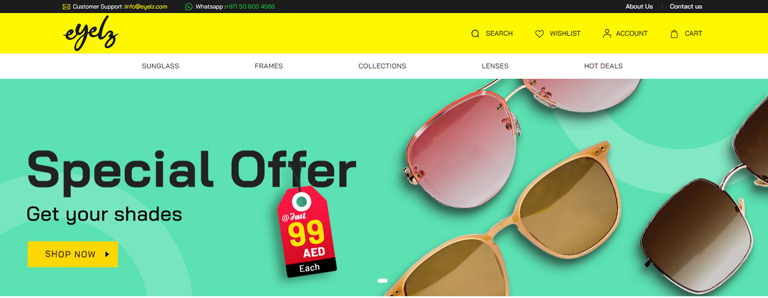 Customer Support :info@eyelz.com
Whatsapp :+971 50 600 4568
About Us
Contact us
eyelz
SEARCH
WISHLIST
ACCOUNT
CART
SUNGLASS
FRAMES
COLLECTIONS
LENSES
HOT DEALS
Special Offer
Get your shades
@Just
99
AED
Each
SHOP NOW